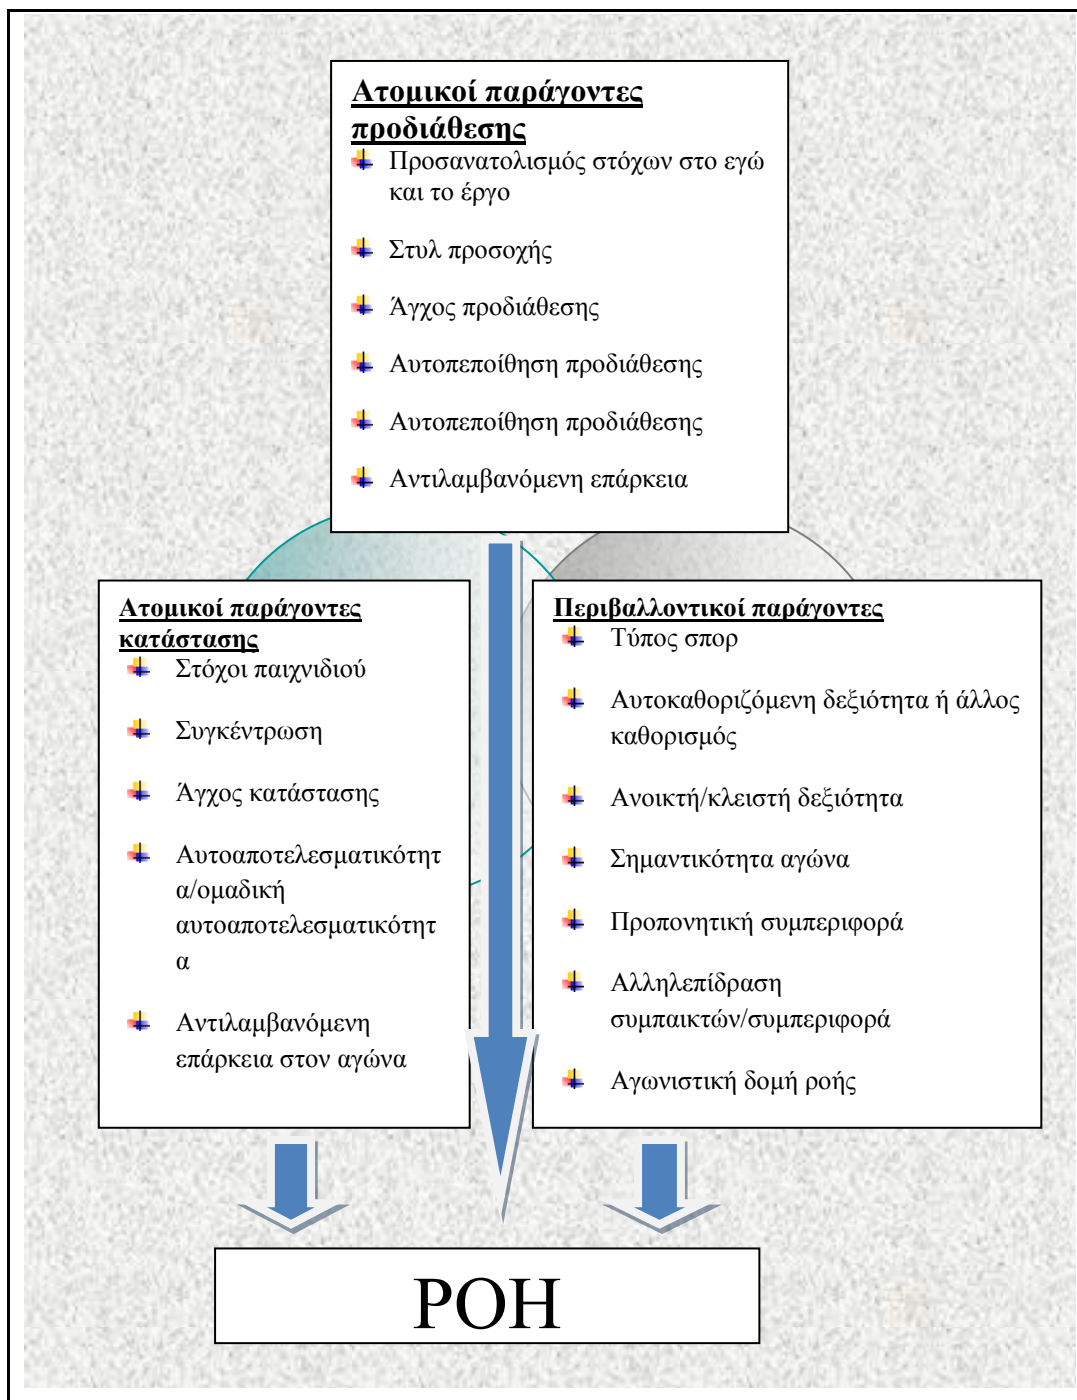 Ατομικοί παράγοντες
προδιάθεσης
Προσανατολισμός στόχων στο εγώ
και το έργο
Στυλ προσοχής
Άγχος προδιάθεσης
Αυτοπεποίθηση προδιάθεσης
Αυτοπεποίθηση προδιάθεσης
Αντιλαμβανόμενη επάρκεια
Ατομικοί παράγοντες
κατάστασης
Στόχοι παιχνιδιού
Συγκέντρωση
Άγχος κατάστασης
Αυτοαποτελεσματικότητ
α/ομαδική
αυτοαποτελεσματικότητ
α
Αντιλαμβανόμενη
επάρκεια στον αγώνα
Περιβαλλοντικοί παράγοντες
Τύπος σπορ
Αυτοκαθοριζόμενη δεξιότητα ή άλλος
καθορισμός
Ανοικτή/κλειστή δεξιότητα
Σημαντικότητα αγώνα
Προπονητική συμπεριφορά
Αλληλεπίδραση
συμπαικτών/συμπεριφορά
Αγωνιστική δομή ροής
ΡΟΗ